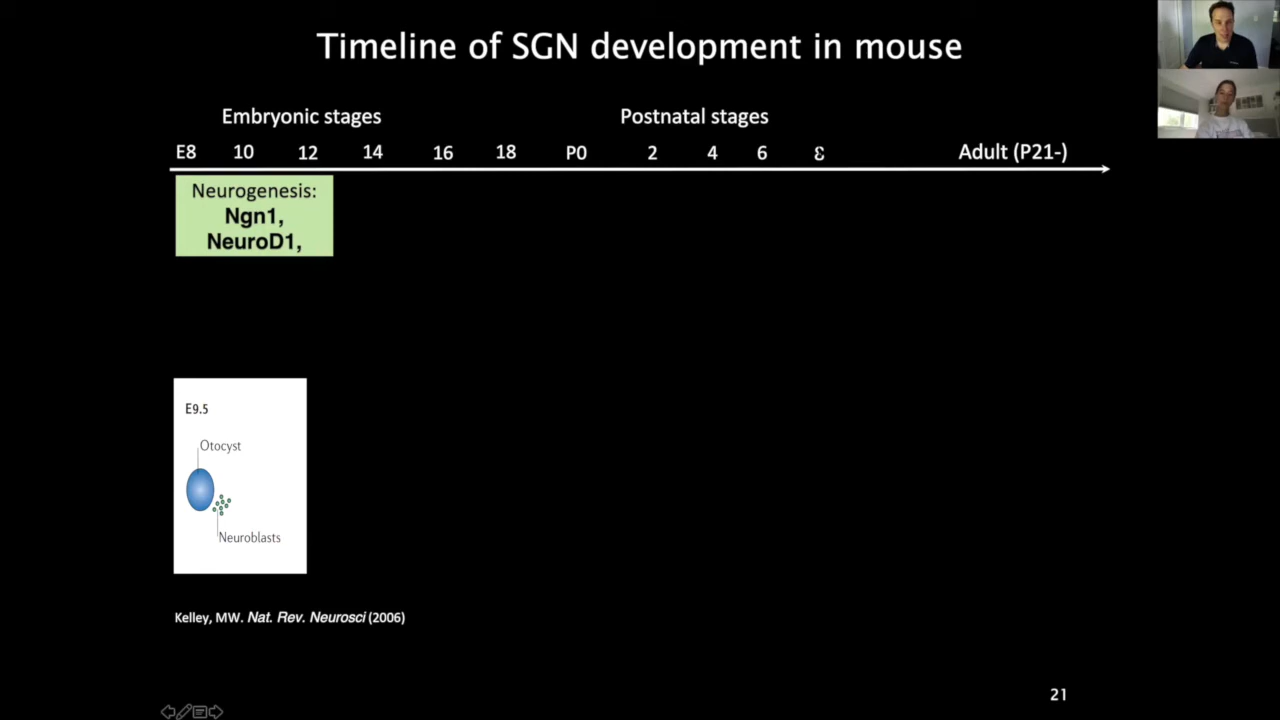 Timeline of SGN development in mouse
Embryonic stages Postnatal stages
E8 10 12 14 16 18 P0 2 4 6 8 Adult (P21-)
Neurogenesis:
Ngn1,
NeuroD1,
E9.5
Otocyst
Neuroblasts
Kelley, MW. Nat. Rev. Neurosci (2006)
21